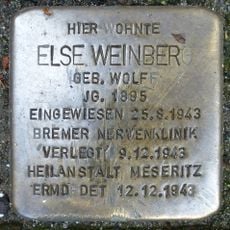 HIER WOHNTE
ELSE WEINBERG
GEB. WOLFF
JG. 1895
EINGEWIESEN 25.8.1943
BREMER NERVENKLINIK
VERLEGT 9.12.1943
HEILANSTALT MESERITZ
ERMORDET 12.12.1943